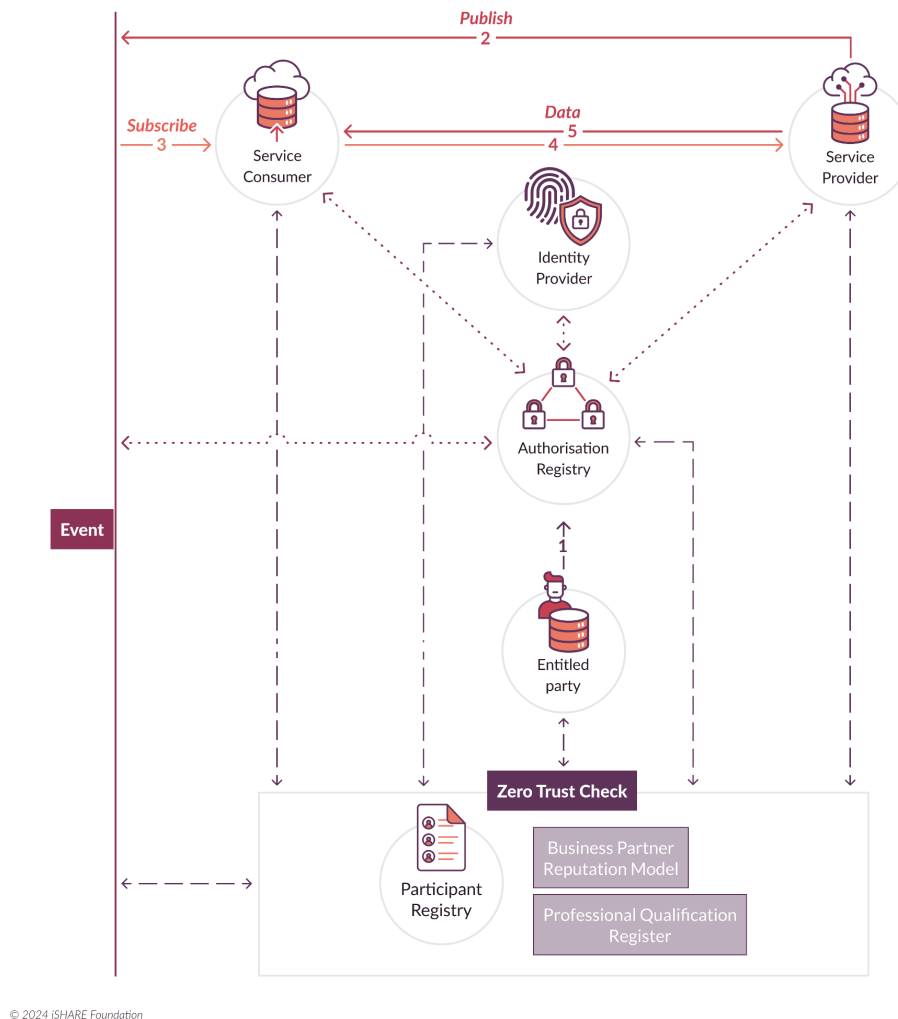 Publish
2
Subscribe
3
Data
5
4
Service
Consumer
Service
Provider
Identity
Provider
Authorisation
Registry
Event
1
Entitled
party
Zero Trust Check
Participant
Registry
Business Partner
Reputation Model
Professional Qualification
Register
© 2024 iSHARE Foundation